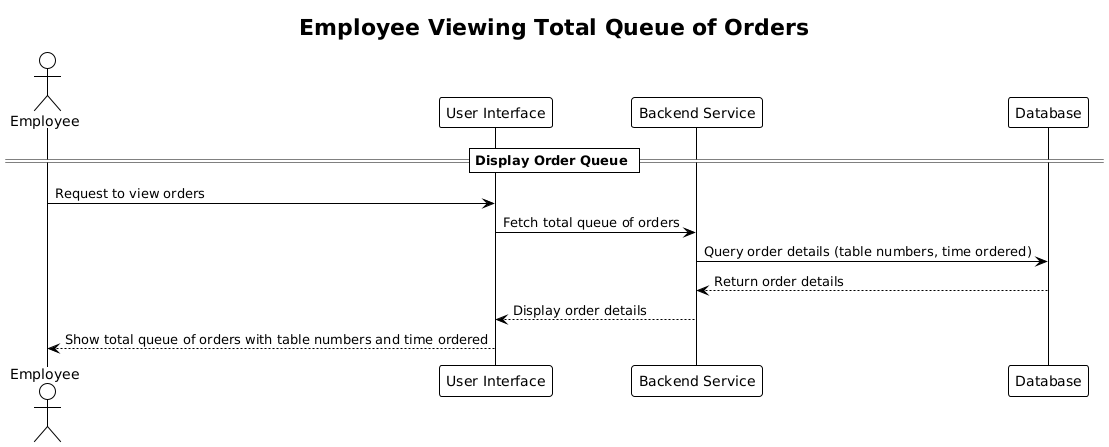 Employee Viewing Total Queue of Orders
Employee
User Interface
Backend Service
Database
Display Order Queue
Request to view orders
Fetch total queue of orders
Query order details (table numbers, time ordered)
Return order details
Display order details
Show total queue of orders with table numbers and time ordered
Employee
User Interface
Backend Service
Database